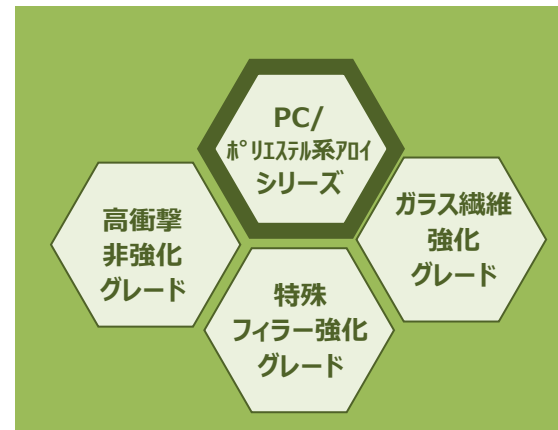 PC/
ﾎﾟﾘｴｽﾃﾙ系ｱﾛｲ
シリーズ
高衝撃
非強化
グレード
ガラス繊維
強化
グレード
特殊
フィラー強化
グレード